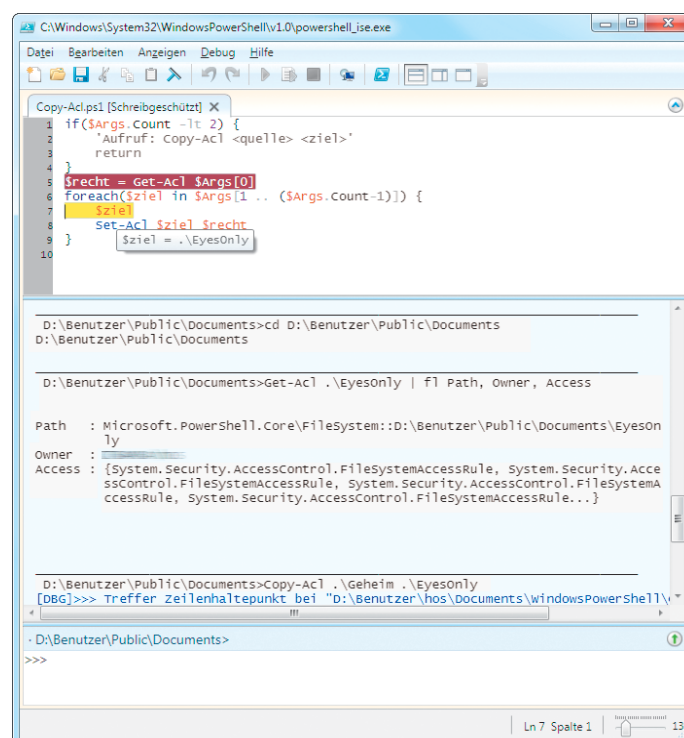 C:\Windows\System32\WindowsPowerShell\v1.0\powershell_ise.exe
Datei Bearbeiten Anzeigen Debug Hilfe
Copy-Acl.ps1 [Schreibgeschützt] X
1 if($Args.Count -lt 2) {
2 'Aufruf: Copy-Acl <quelle> <ziel>'
3 return
4 }
5 $recht = Get-Acl $Args[0]
6 foreach($ziel in $Args[1 .. ($Args.Count-1)]) {
7 $ziel
8 Set-Acl $ziel $recht
9 }
$ziel = .\EyesOnly
10
D:\Benutzer\Public\Documents>cd D:\Benutzer\Public\Documents
D:\Benutzer\Public\Documents
D:\Benutzer\Public\Documents>Get-Acl .\EyesOnly | fl Path, Owner, Access
Path : Microsoft.PowerShell.Core\FileSystem::D:\Benutzer\Public\Documents\EyesOn
ly
Owner :
Access : {System.Security.AccessControl.FileSystemAccessRule, System.Security.Acce
ssControl.FileSystemAccessRule, System.Security.AccessControl.FileSystemA
ccessRule, System.Security.AccessControl.FileSystemAccessRule...}
D:\Benutzer\Public\Documents>Copy-Acl .\Geheim .\EyesOnly
[DBG]>>> Treffer Zeilenhaltepunkt bei "D:\Benutzer\hos\Documents\WindowsPowerShell\
D:\Benutzer\Public\Documents>
>>>
Ln 7 Spalte 1 13